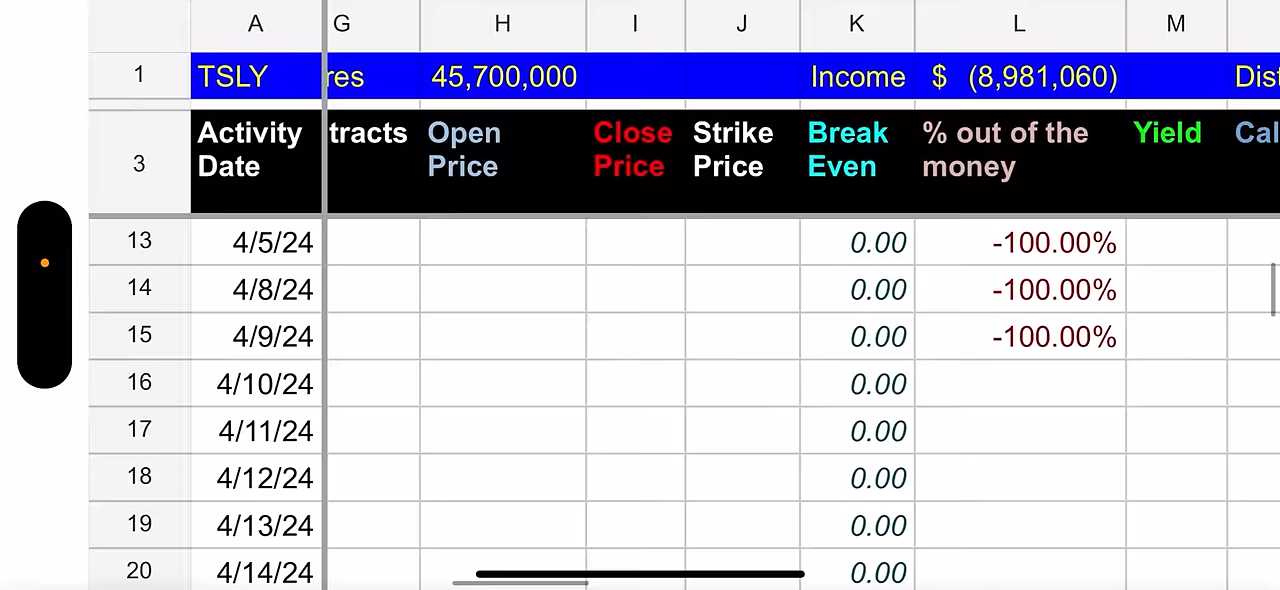 A G H I J K L M
1 TSLY res 45,700,000 Income $ (8,981,060) Dist
3 Activity Date tracts Open Price Close Price Strike Price Break Even % out of the money Yield Cal
13 4/5/24 0.00 -100.00%
14 4/8/24 0.00 -100.00%
15 4/9/24 0.00 -100.00%
16 4/10/24 0.00
17 4/11/24 0.00
18 4/12/24 0.00
19 4/13/24 0.00
20 4/14/24 0.00